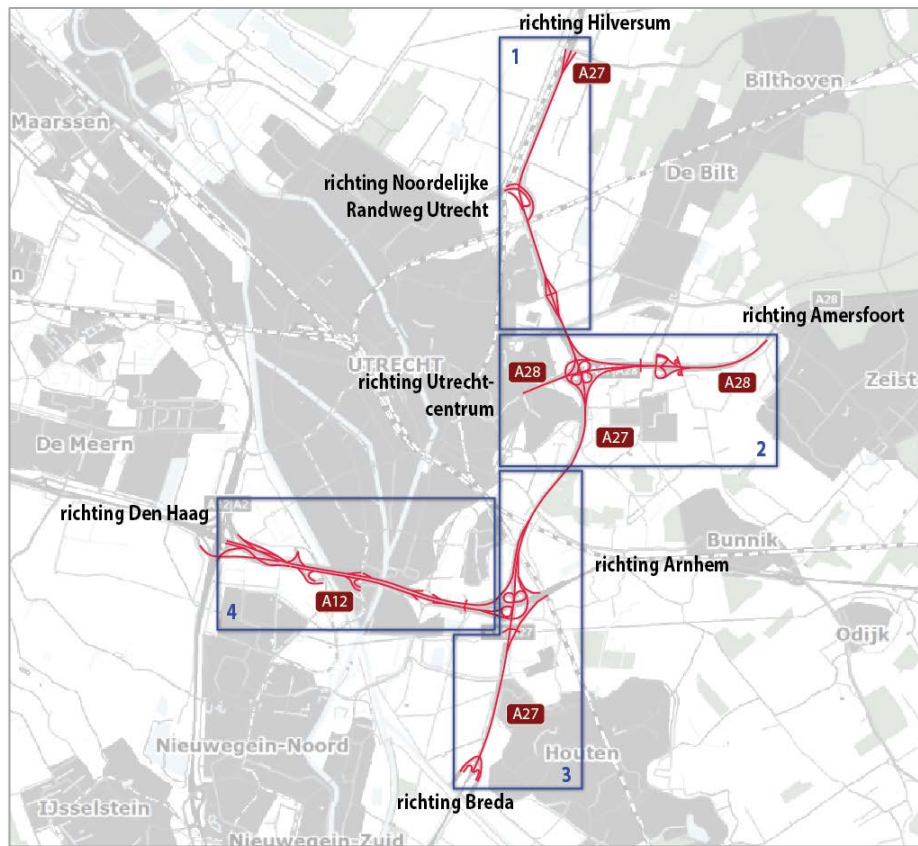 richting Hilversum
1
A27
Bilthoven
Maarssen
De Bilt
richting Noordelijke
Randweg Utrecht
n
A28
richting Amersfoort
UTRECHT
richting Utrecht-
centrum
A28
A28
Zeist
De Meern
A27
2
richting Den Haag
A2
Bunnik
richting Arnhem
A12
4
Odijk
A27
Nieuwegein-Noord
Houten
3
richting Breda
IJsselstein
Nieuwegein-Zuid